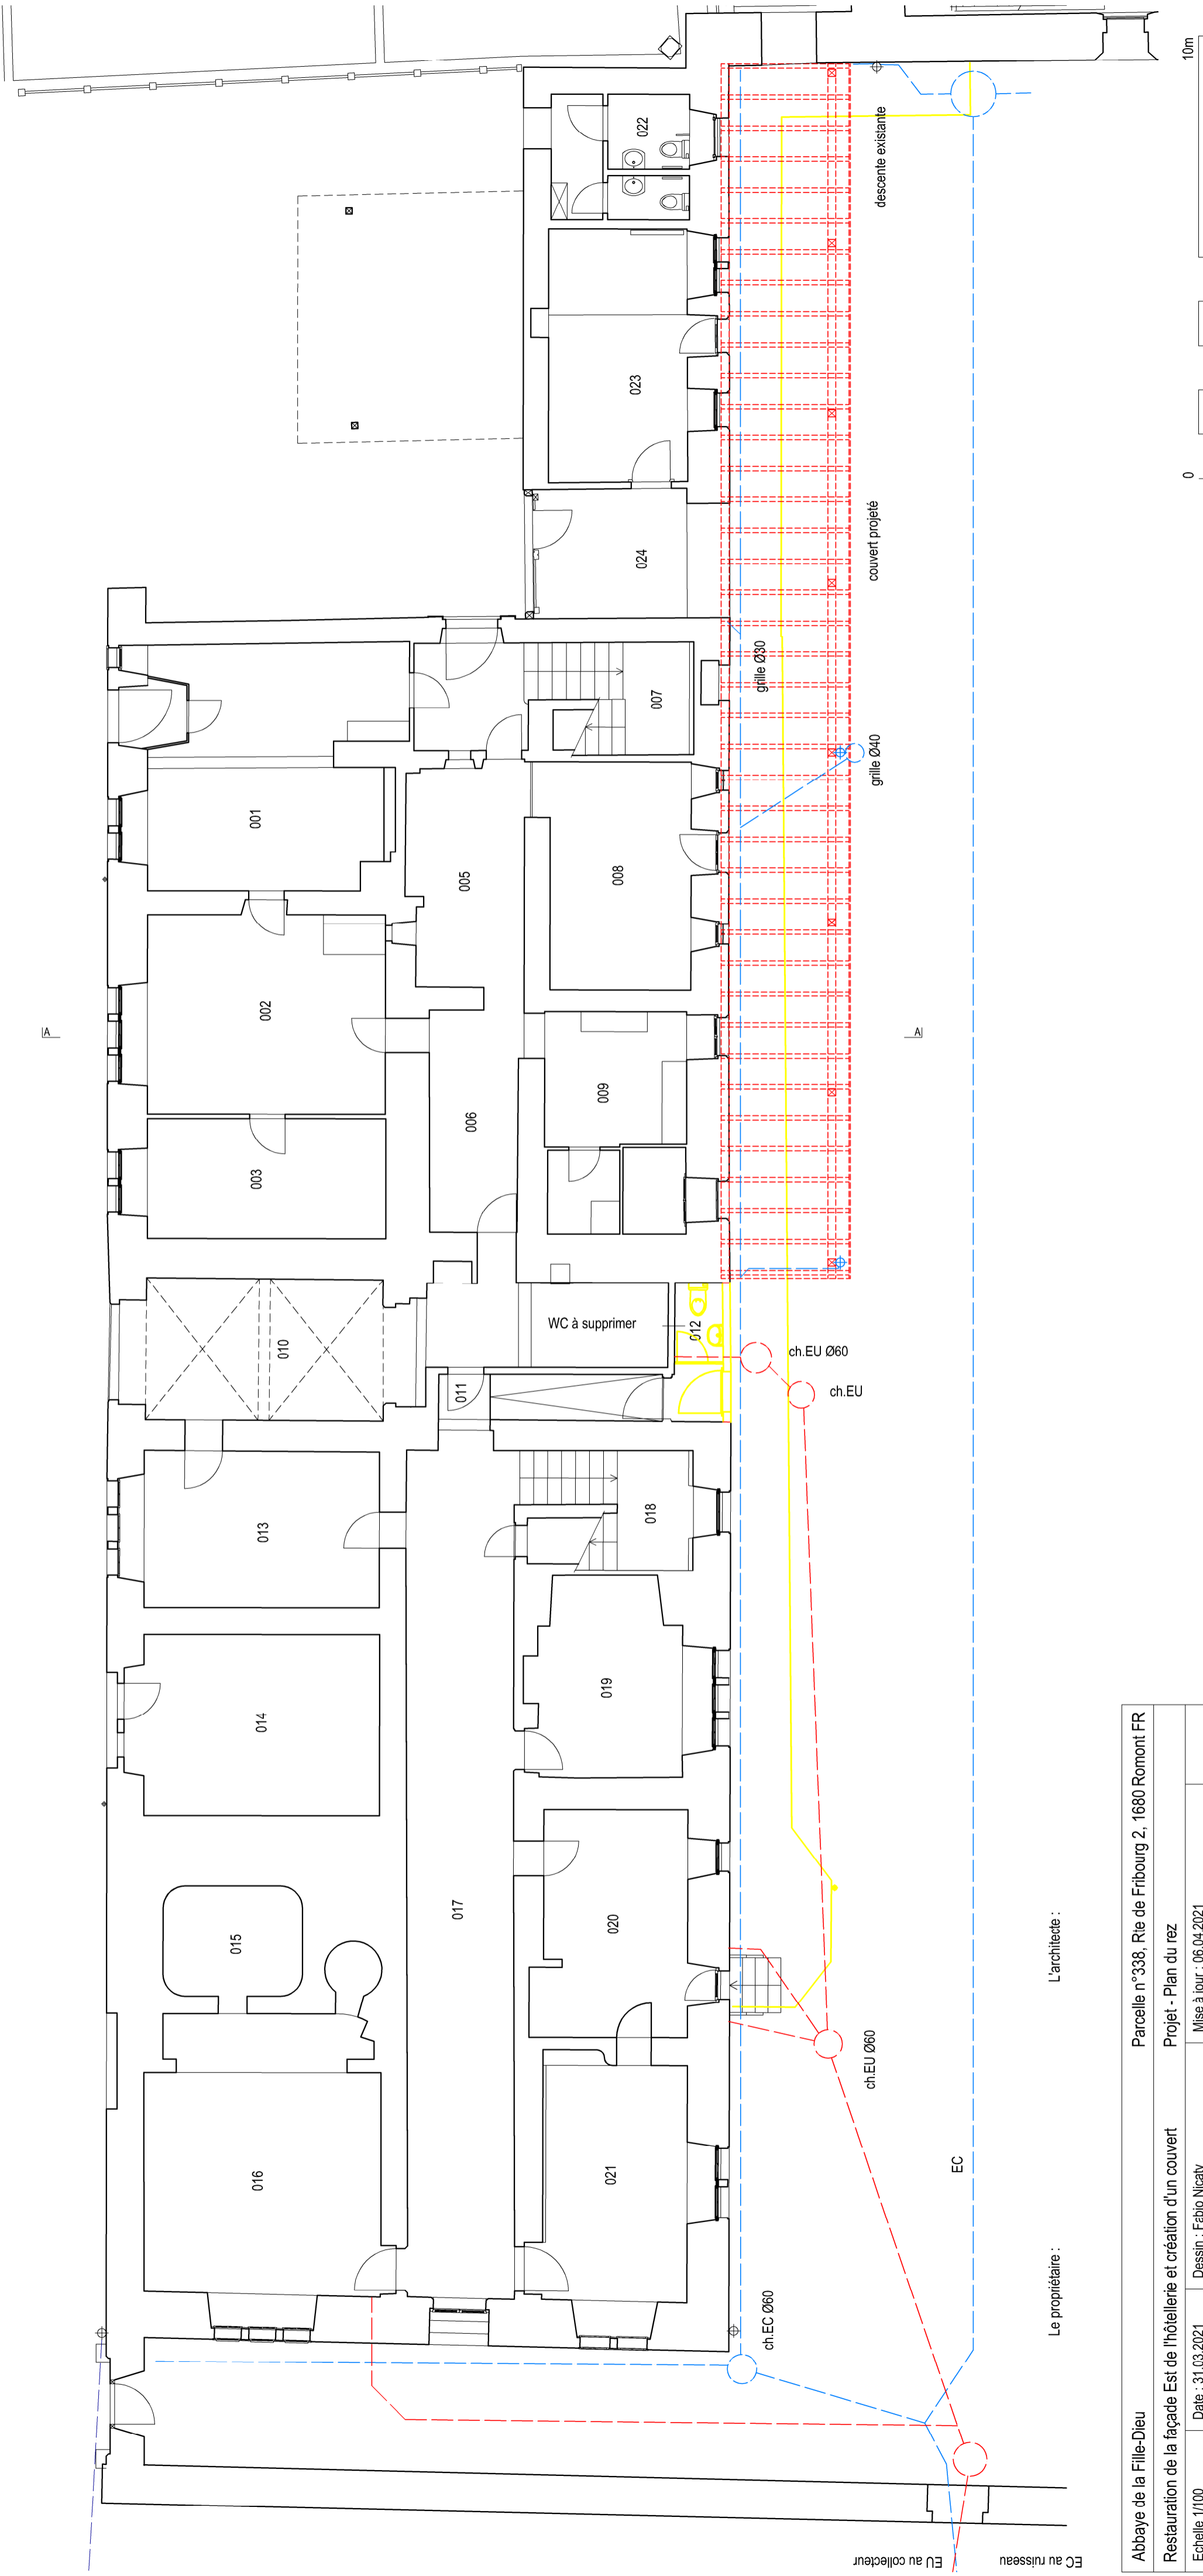 10m
0
022
descente existante
023
024
couvert projeté
007
grille Ø30
grille Ø40
001
005
008
002
A
A
009
006
003
WC à supprimer
012
010
ch.EU Ø60
011
ch.EU
013
018
014
019
017
020
015
016
021
ch.EU Ø60
EC
ch.EC Ø60
L'architecte :
Le propriétaire :
EU au collecteur
EC au ruisseau
Abbaye de la Fille-Dieu
Parcelle n°338, Rte de Fribourg 2, 1680 Romont FR
Restauration de la façade Est de l'hôtellerie et création d'un couvert
Projet - Plan du rez
Echelle 1/100
Date : 31.03.2021
Dessin : Fabio Nicaty
Mise à jour : 06.04.2021